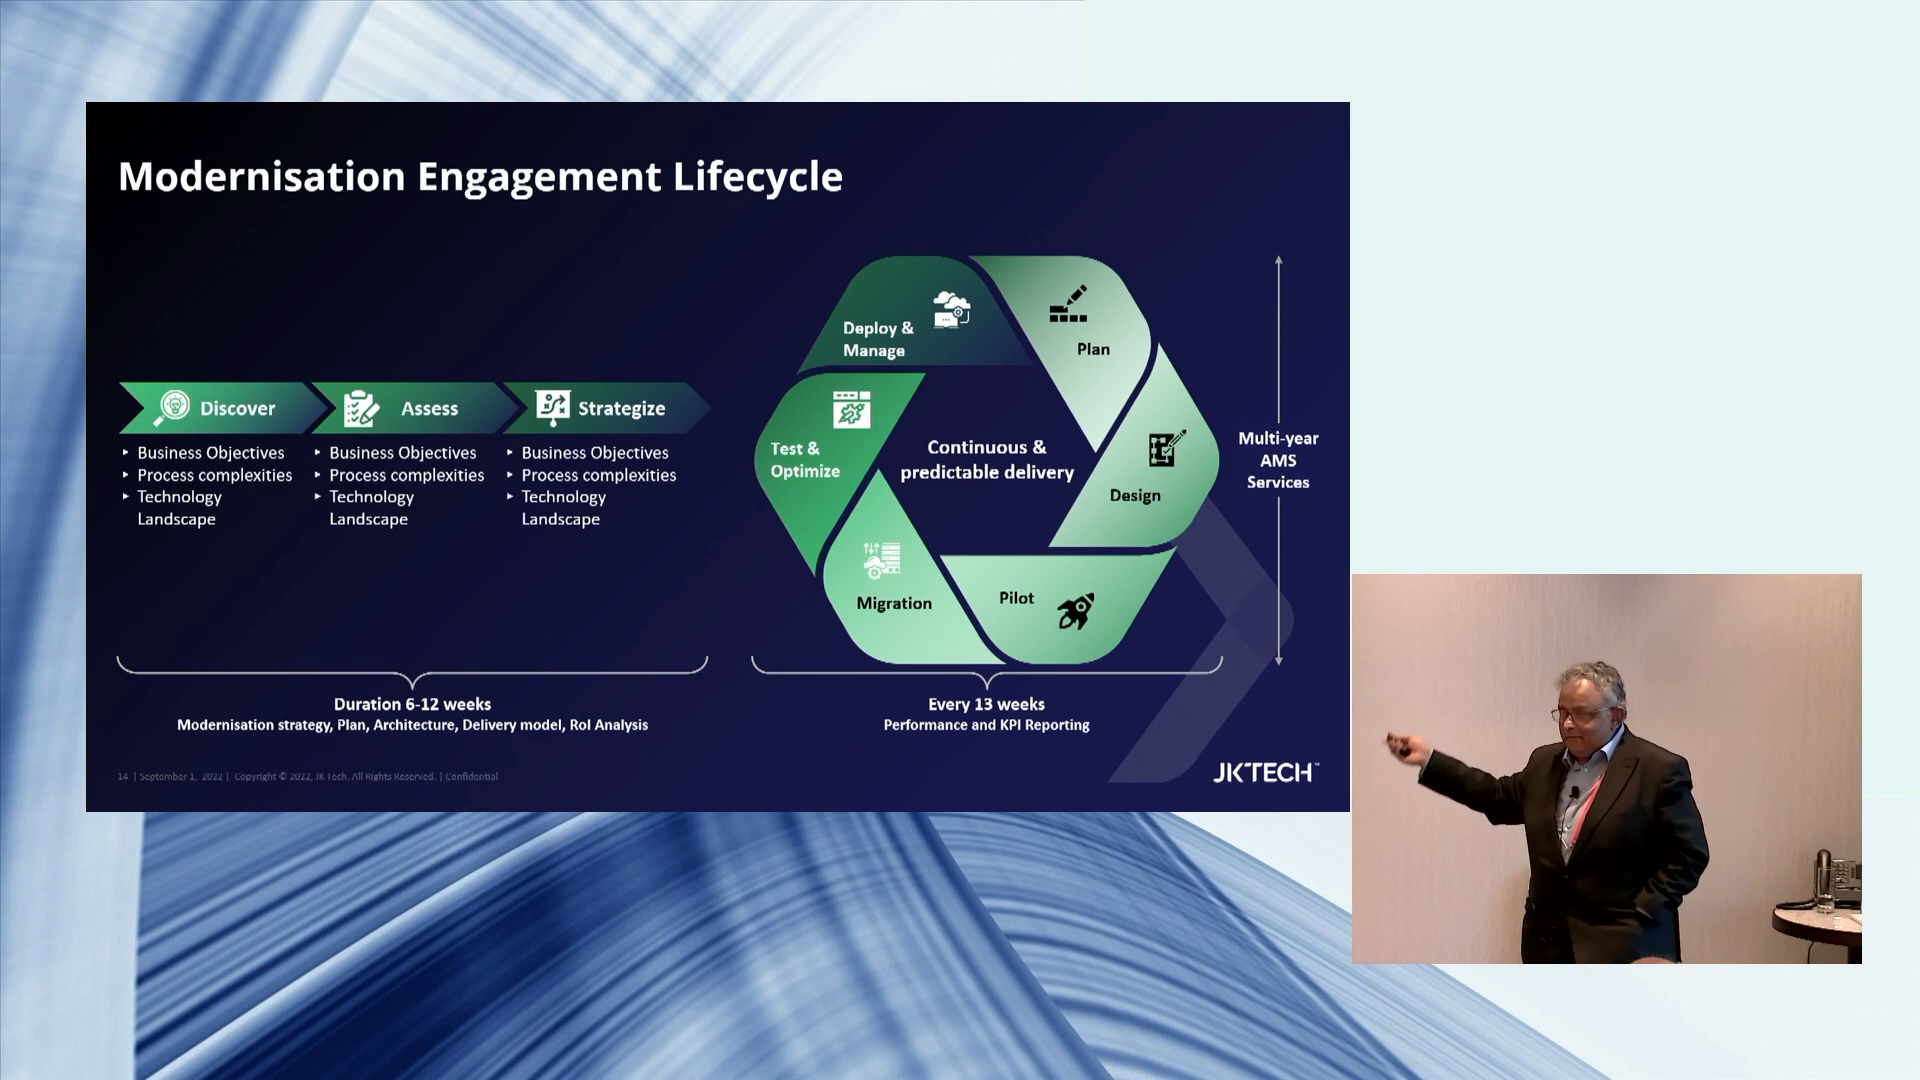 Modernisation Engagement Lifecycle
Discover
Assess
Strategize
▸ Business Objectives
▸ Process complexities
▸ Technology
Landscape
▸ Business Objectives
▸ Process complexities
▸ Technology
Landscape
▸ Business Objectives
▸ Process complexities
▸ Technology
Landscape
Duration 6-12 weeks
Modernisation strategy, Plan, Architecture, Delivery model, RoI Analysis
Deploy &
Manage
Plan
Test &
Optimize
Continuous &
predictable delivery
Design
Migration
Pilot
Multi-year
AMS
Services
Every 13 weeks
Performance and KPI Reporting
14 | September 1, 2022 | Copyright © 2022, JK Tech. All Rights Reserved. | Confidential
JKTECH™